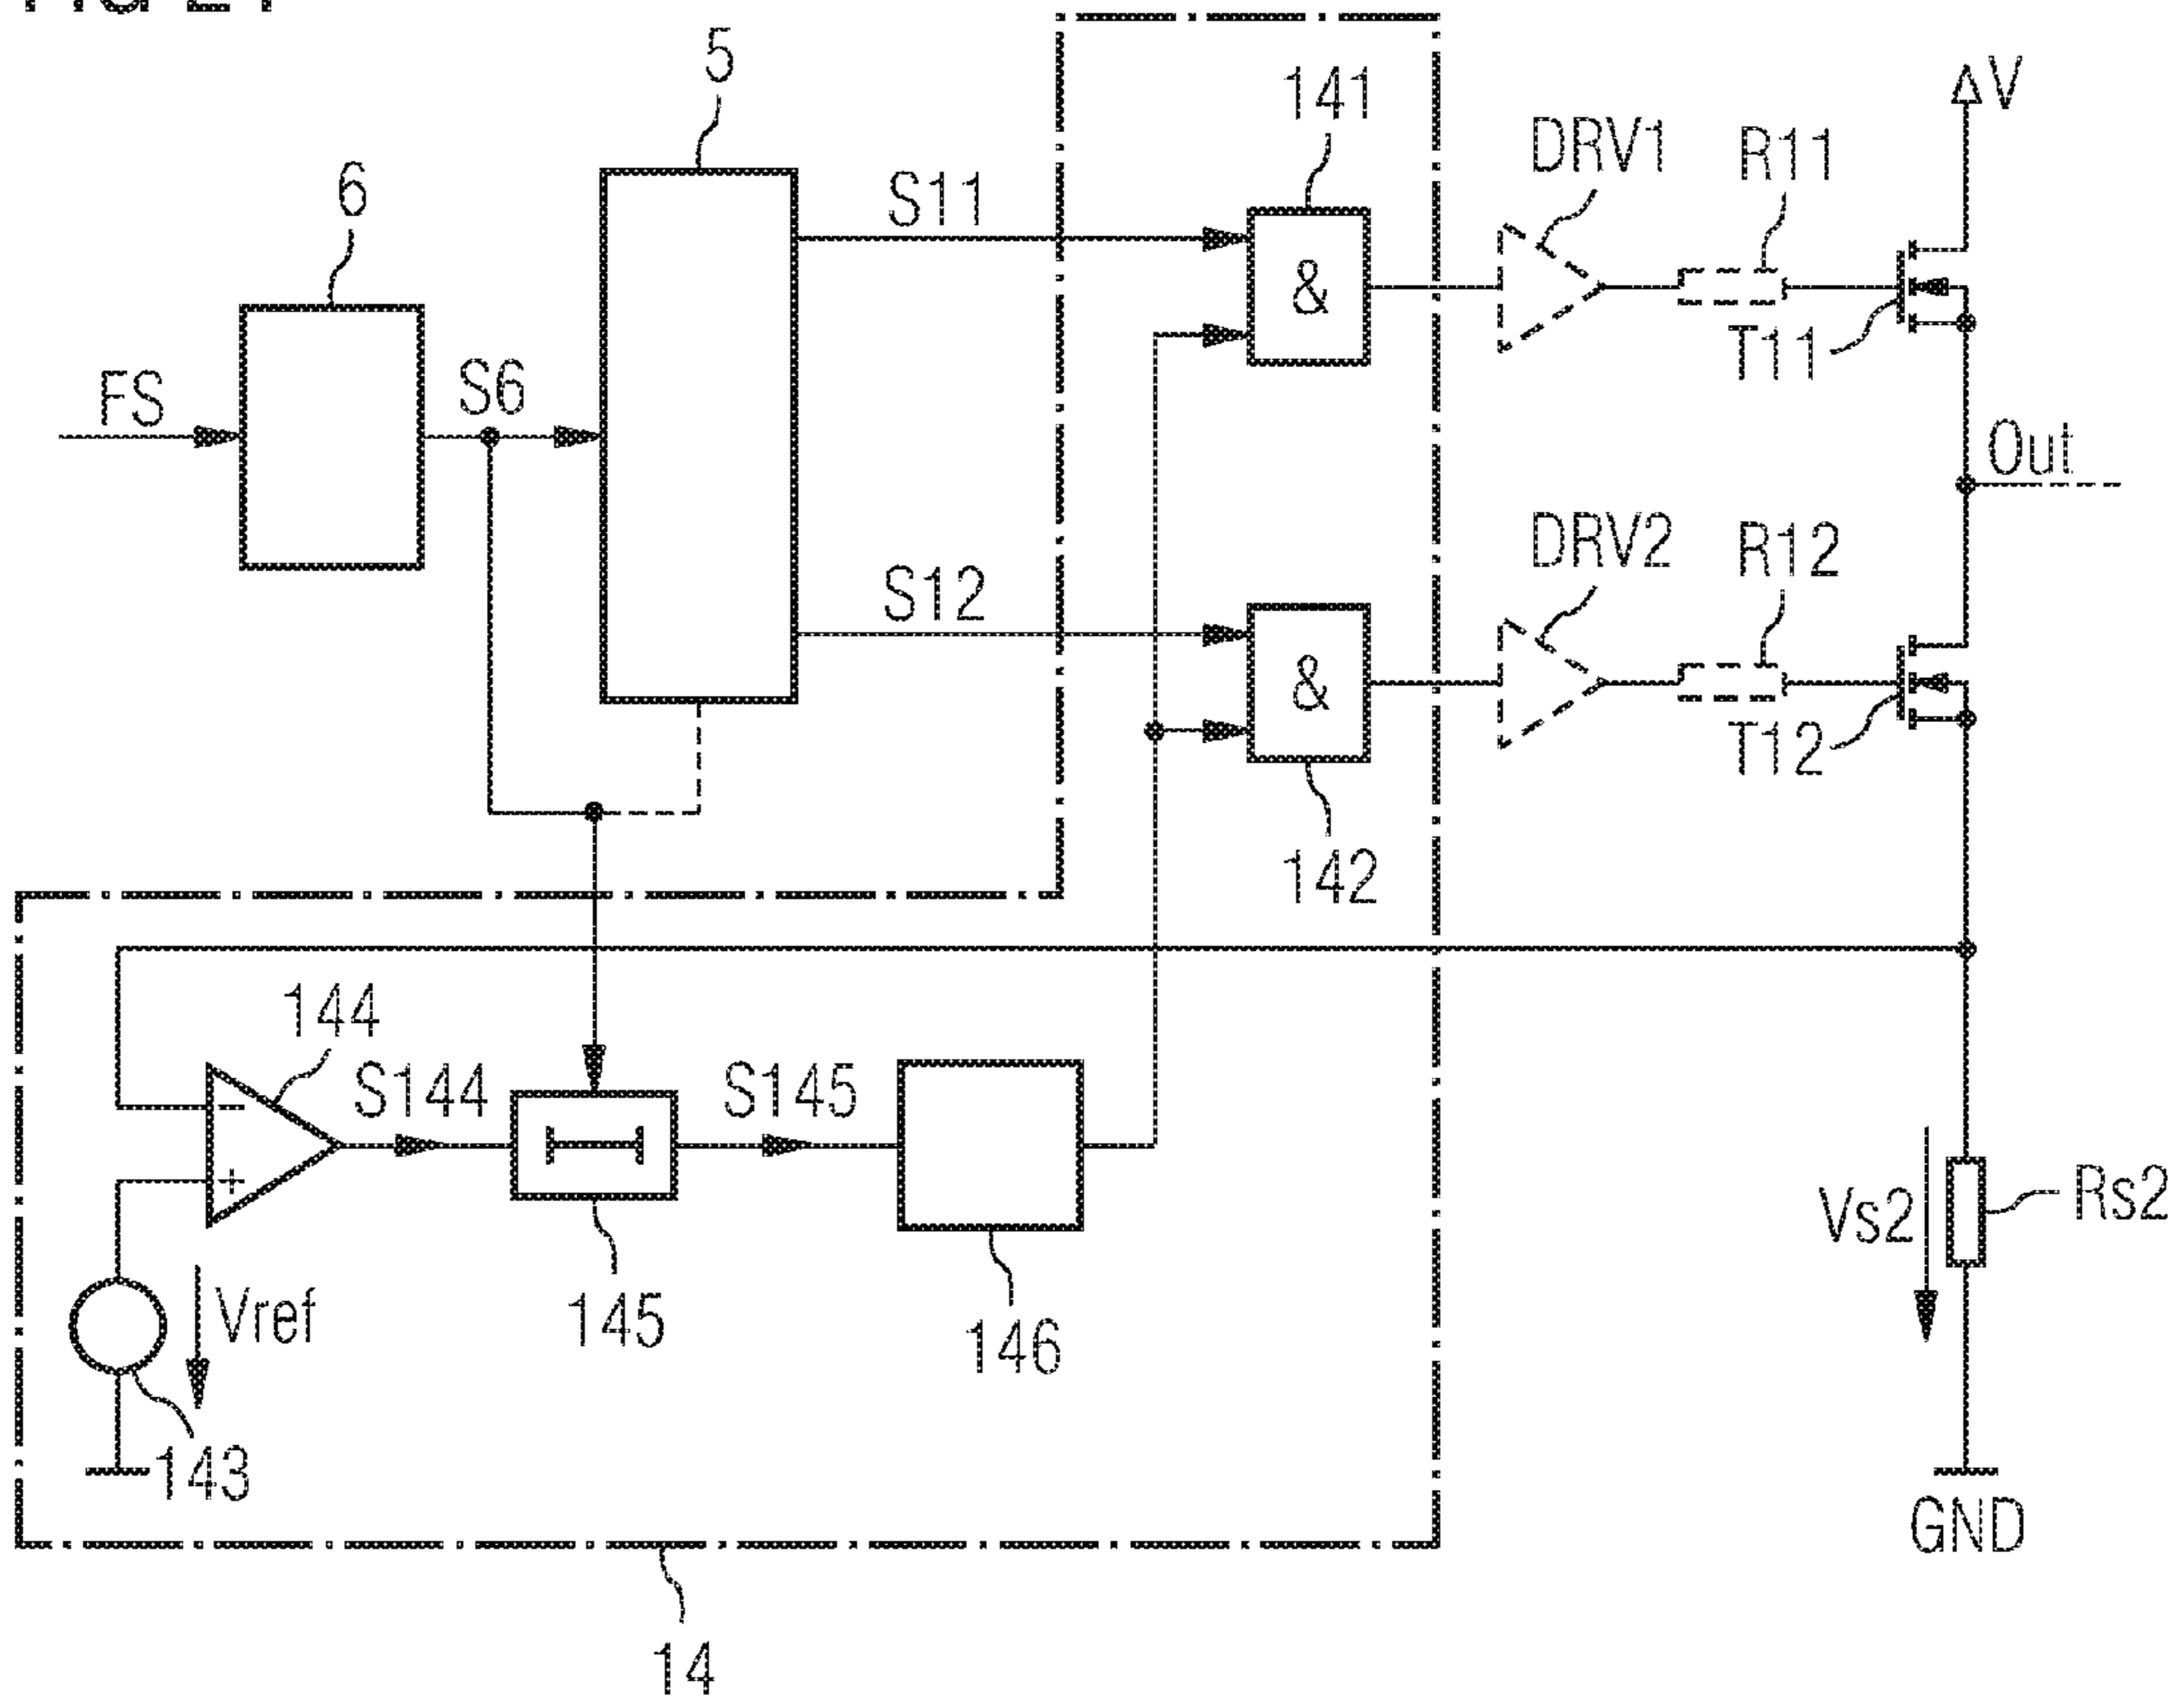 5
141
V
DRV1
R11
6
S11
&
T11
FS
S6
Out
DRV2
R12
S12
&
T12
142
144
S144
S145
−
+
Vs2
Rs2
Vref
145
146
143
GND
14